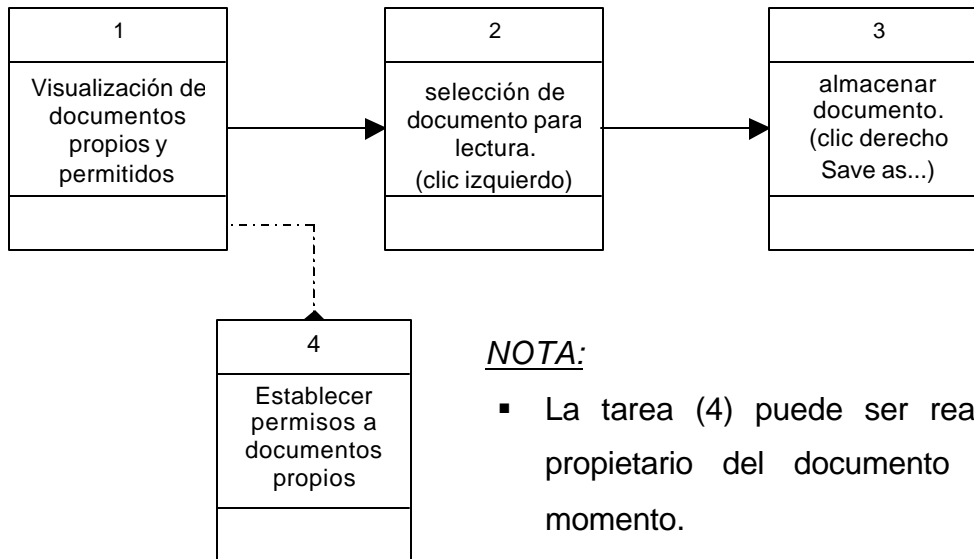 1
Visualización de
documentos
propios y
permitidos
2
selección de
documento para
lectura.
(clic izquierdo)
3
almacenar
documento.
(clic derecho
Save as...)
4
Establecer
permisos a
documentos
propios
NOTA:
▪ La tarea (4) puede ser rea
propietario del documento
momento.